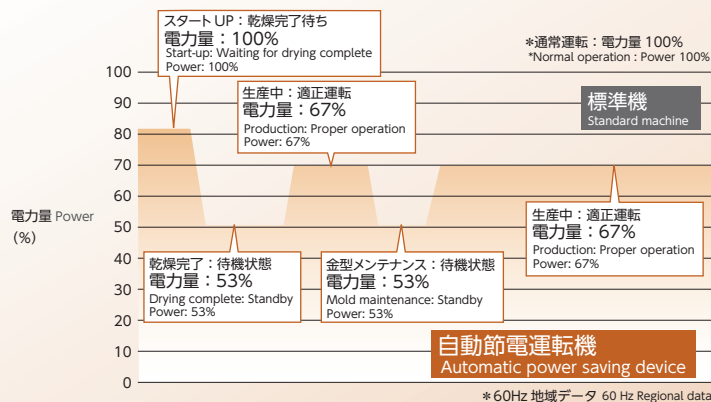 スタートUP：乾燥完了待ち
電力量：100%
Start-up: Waiting for drying complete
Power: 100%
＊通常運転：電力量 100%
*Normal operation : Power 100%
標準機
Standard machine
生産中：適正運転
電力量：67%
Production: Proper operation
Power: 67%
100
90
80
70
60
50
40
30
20
10
0
電力量 Power
(%)
乾燥完了：待機状態
電力量：53%
Drying complete: Standby
Power: 53%
金型メンテナンス：待機状態
電力量：53%
Mold maintenance: Standby
Power: 53%
生産中：適正運転
電力量：67%
Production: Proper operation
Power: 67%
自動節電運転機
Automatic power saving device
＊60Hz 地域データ 60 Hz Regional data